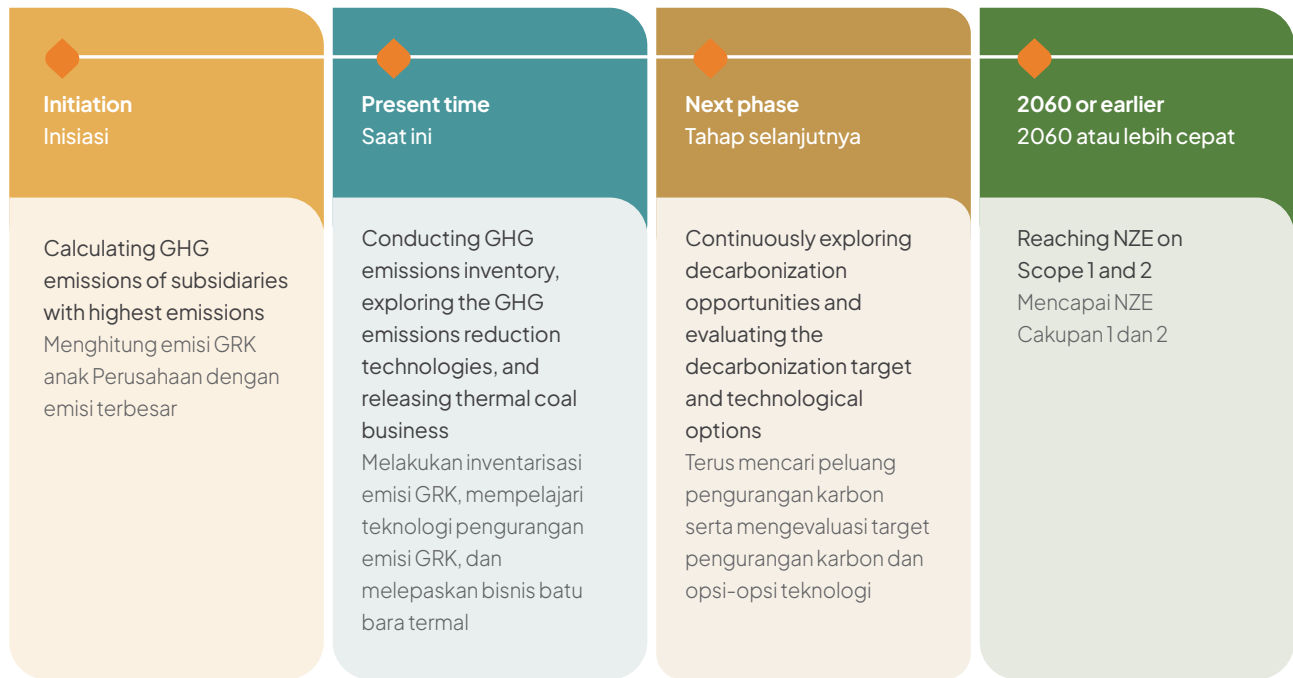 Initiation
Inisiasi
Calculating GHG
emissions of subsidiaries
with highest emissions
Menghitung emisi GRK
anak Perusahaan dengan
emisi terbesar
Present time
Saat ini
Conducting GHG
emissions inventory,
exploring the GHG
emissions reduction
technologies, and
releasing thermal coal
business
Melakukan inventarisasi
emisi GRK, mempelajari
teknologi pengurangan
emisi GRK, dan
melepaskan bisnis batu
bara termal
Next phase
Tahap selanjutnya
Continuously exploring
decarbonization
opportunities and
evaluating the
decarbonization target
and technological
options
Terus mencari peluang
pengurangan karbon
serta mengevaluasi target
pengurangan karbon dan
opsi-opsi teknologi
2060 or earlier
2060 atau lebih cepat
Reaching NZE on
Scope 1 and 2
Mencapai NZE
Cakupan 1 dan 2